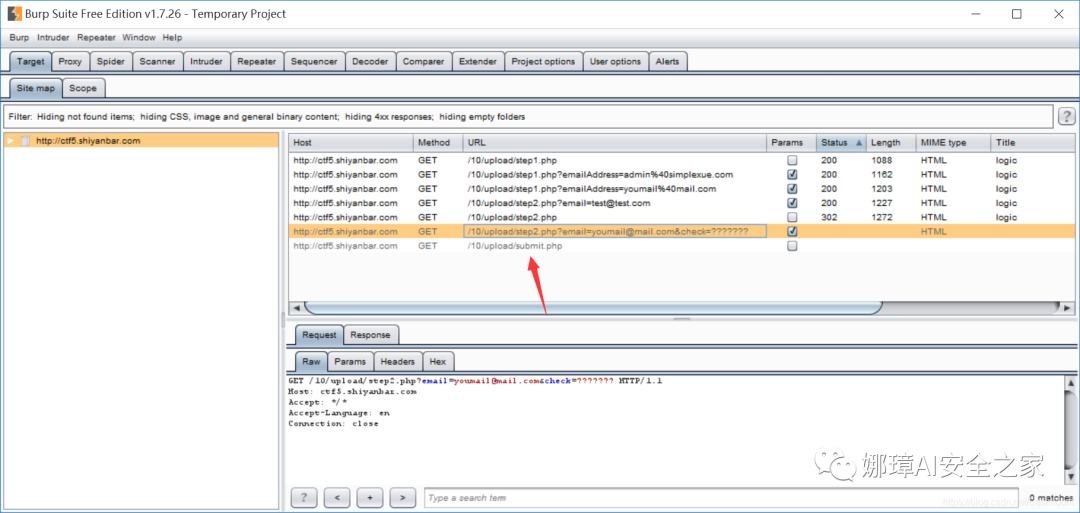 Burp Suite Free Edition v1.7.26 - Temporary Project
Burp Intruder Repeater Window Help
Target Proxy Spider Scanner Intruder Repeater Sequencer Decoder Comparer Extender Project options User options Alerts
Site map Scope
Filter: Hiding not found items; hiding CSS, image and general binary content; hiding 4xx responses; hiding empty folders ?
http://ctf5.shiyanbar.com
Host Method URL Params Status Length MIME type Title
http://ctf5.shiyanbar.com GET /10/upload/step1.php 200 1088 HTML logic
http://ctf5.shiyanbar.com GET /10/upload/step1.php?emailAddress=admin%40simplexue.com 200 1162 HTML logic
http://ctf5.shiyanbar.com GET /10/upload/step1.php?emailAddress=youmail%40mail.com 200 1203 HTML logic
http://ctf5.shiyanbar.com GET /10/upload/step2.php?email=test@test.com 200 1227 HTML logic
http://ctf5.shiyanbar.com GET /10/upload/step2.php 302 1272 HTML logic
http://ctf5.shiyanbar.com GET /10/upload/step2.php?email=youmail@mail.com&check=??????? HTML
http://ctf5.shiyanbar.com GET /10/upload/submit.php
Request Response
Raw Params Headers Hex
GET /10/upload/step2.php?email=youmail@mail.com&check=??????? HTTP/1.1
Host: ctf5.shiyanbar.com
Accept: */*
Accept-Language: en
Connection: close
娜璋AI安全之家
? < + > Type a search term 0 matches